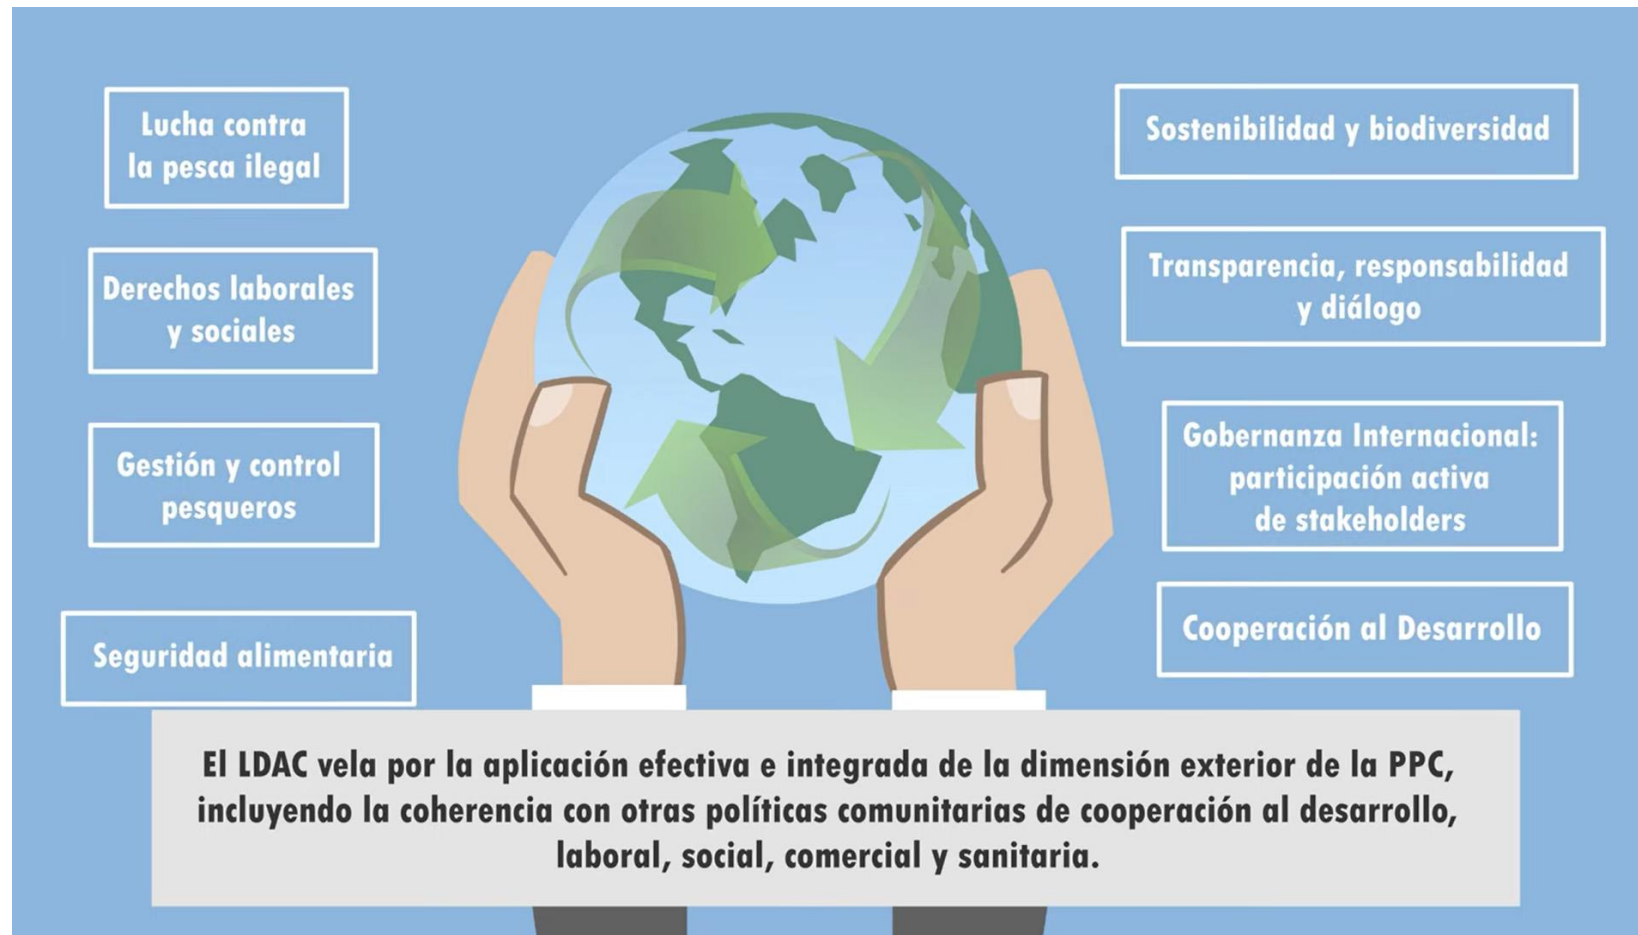 Lucha contra
la pesca ilegal
Derechos laborales
y sociales
Gestión y control
pesqueros
Seguridad alimentaria
Sostenibilidad y biodiversidad
Transparencia, responsabilidad
y diálogo
Gobernanza Internacional:
participación activa
de stakeholders
Cooperación al Desarrollo
El LDAC vela por la aplicación efectiva e integrada de la dimensión exterior de la PPC,
incluyendo la coherencia con otras políticas comunitarias de cooperación al desarrollo,
laboral, social, comercial y sanitaria.